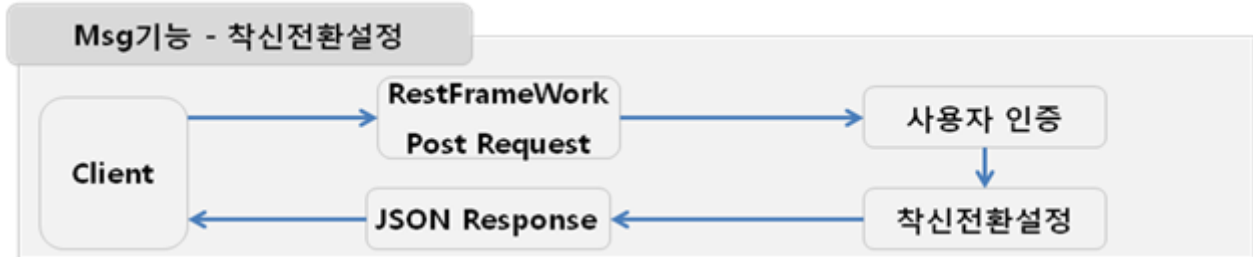 Msg기능 - 착신전환설정
RestFrameWork
Post Request
사용자 인증
Client
JSON Response
착신전환설정